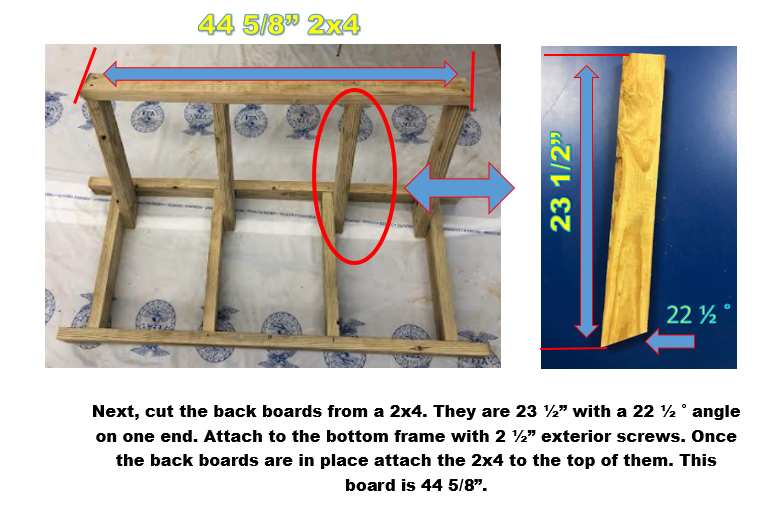 44 5/8” 2x4
23 1/2”
22 ½ ˚
Next, cut the back boards from a 2x4. They are 23 ½” with a 22 ½ ˚ angle
on one end. Attach to the bottom frame with 2 ½” exterior screws. Once
the back boards are in place attach the 2x4 to the top of them. This
board is 44 5/8”.